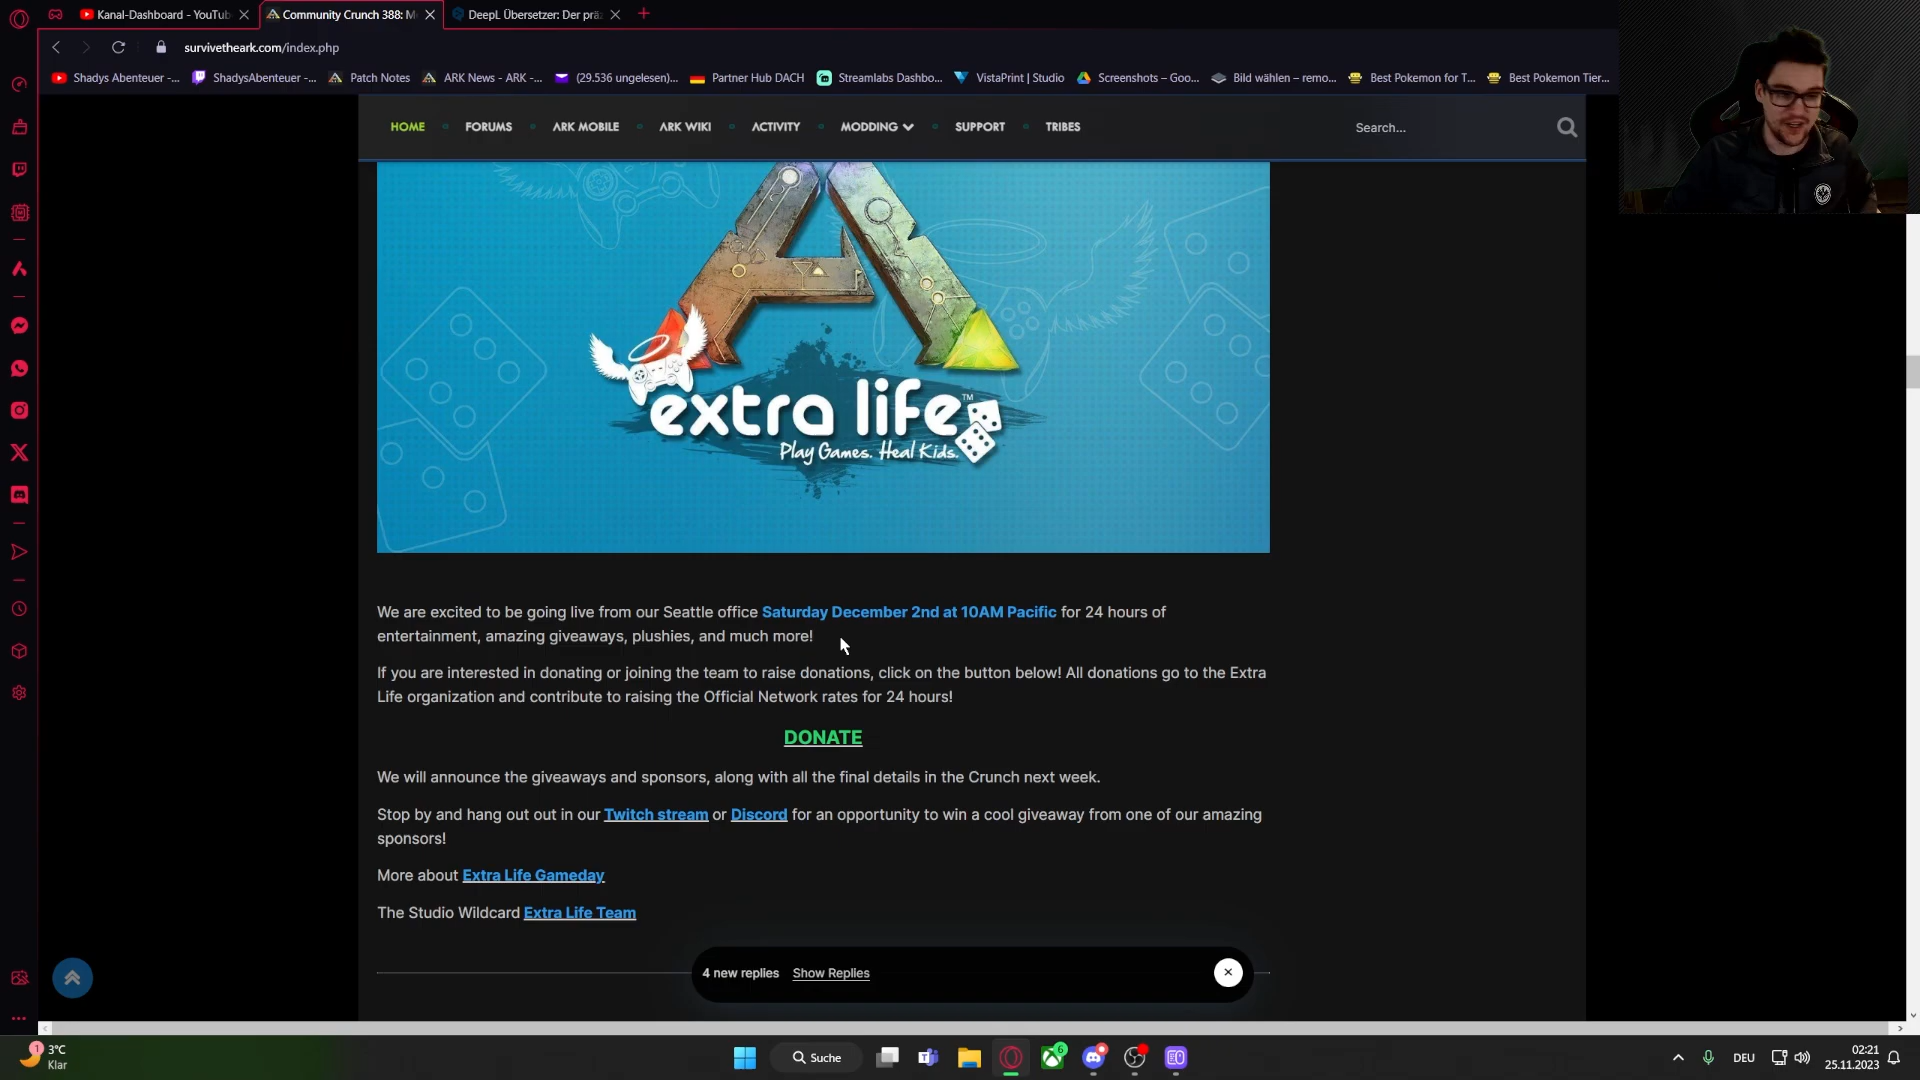 Kanal-Dashboard - YouTub
Community Crunch 388: M
DeepL Übersetzer: Der prä
survivetheark.com/index.php
Shadys Abenteuer -...
ShadysAbenteuer -...
Patch Notes
ARK News - ARK -...
(29.536 ungelesen)...
Partner Hub DACH
Streamlabs Dashbo...
VistaPrint | Studio
Screenshots – Goo...
Bild wählen – remo...
Best Pokemon for T...
Best Pokemon Tier...
HOME
FORUMS
ARK MOBILE
ARK WIKI
ACTIVITY
MODDING
SUPPORT
TRIBES
Search...
extra life™
Play Games. Heal Kids.
We are excited to be going live from our Seattle office Saturday December 2nd at 10AM Pacific for 24 hours of
entertainment, amazing giveaways, plushies, and much more!
If you are interested in donating or joining the team to raise donations, click on the button below! All donations go to the Extra
Life organization and contribute to raising the Official Network rates for 24 hours!
DONATE
We will announce the giveaways and sponsors, along with all the final details in the Crunch next week.
Stop by and hang out out in our Twitch stream or Discord for an opportunity to win a cool giveaway from one of our amazing
sponsors!
More about Extra Life Gameday
The Studio Wildcard Extra Life Team
4 new replies Show Replies
1
3°C
Klar
Suche
6
DEU
02:21
25.11.2023